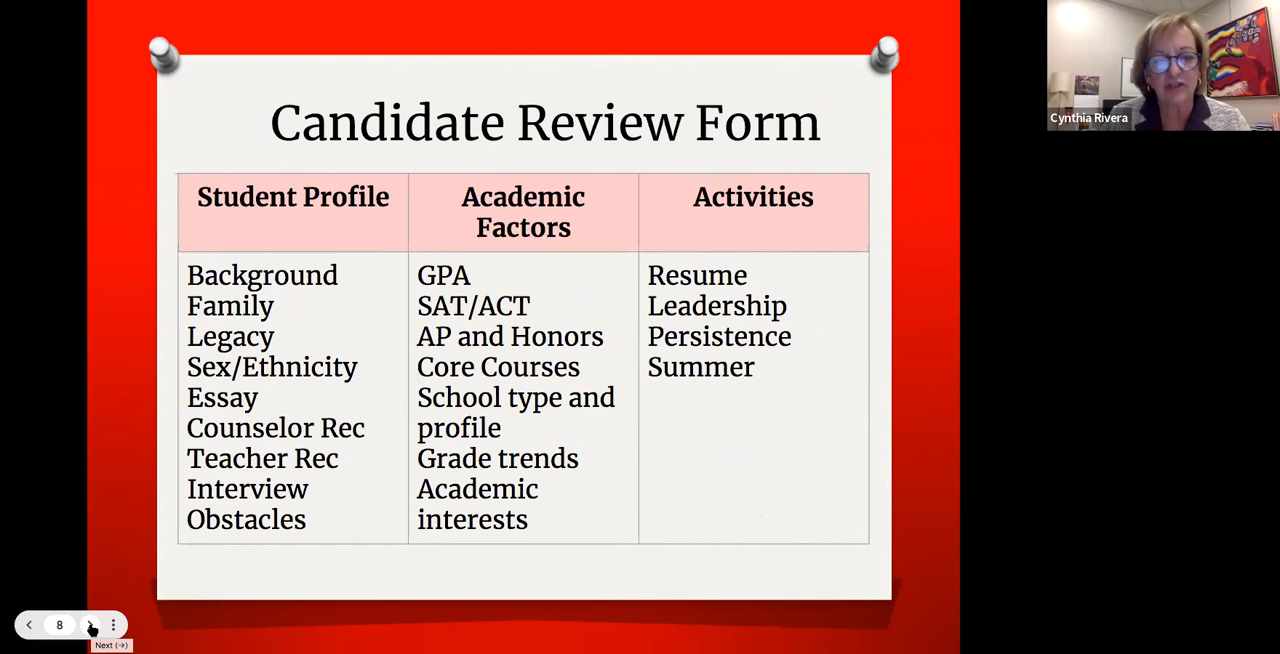 Candidate Review Form
Student Profile
Academic
Factors
Activities
Background
Family
Legacy
Sex/Ethnicity
Essay
Counselor Rec
Teacher Rec
Interview
Obstacles
GPA
SAT/ACT
AP and Honors
Core Courses
School type and
profile
Grade trends
Academic
interests
Resume
Leadership
Persistence
Summer
Cynthia Rivera
8
Next (→)